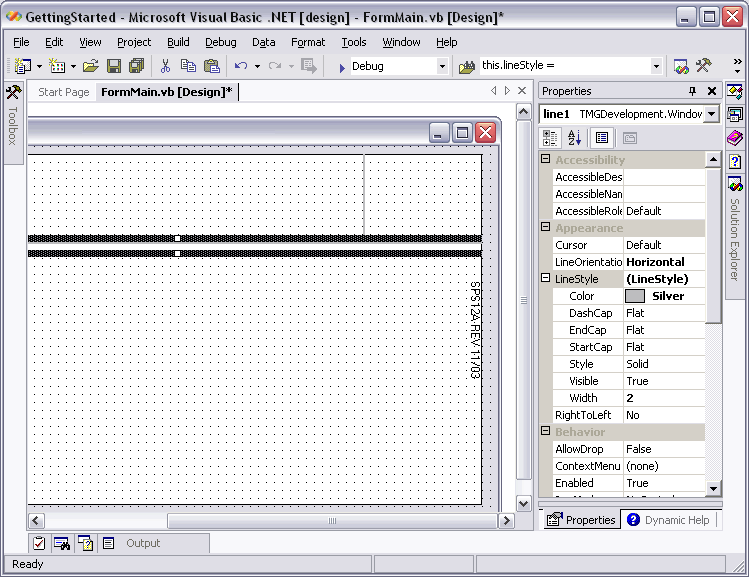 GettingStarted - Microsoft Visual Basic .NET [design] - FormMain.vb [Design]*
File Edit View Project Build Debug Data Format Tools Window Help
Debug this.lineStyle =
Toolbox
Start Page FormMain.vb [Design]*
SPS12A REV 11/03
Properties
line1 TMGDevelopment.Window
Accessibility
AccessibleDes
AccessibleNan
AccessibleRole Default
Appearance
Cursor Default
LineOrientatio Horizontal
LineStyle (LineStyle)
Color Silver
DashCap Flat
EndCap Flat
StartCap Flat
Style Solid
Visible True
Width 2
RightToLeft No
Behavior
AllowDrop False
ContextMenu (none)
Enabled True
Properties Dynamic Help
Solution Explorer
Output
Ready